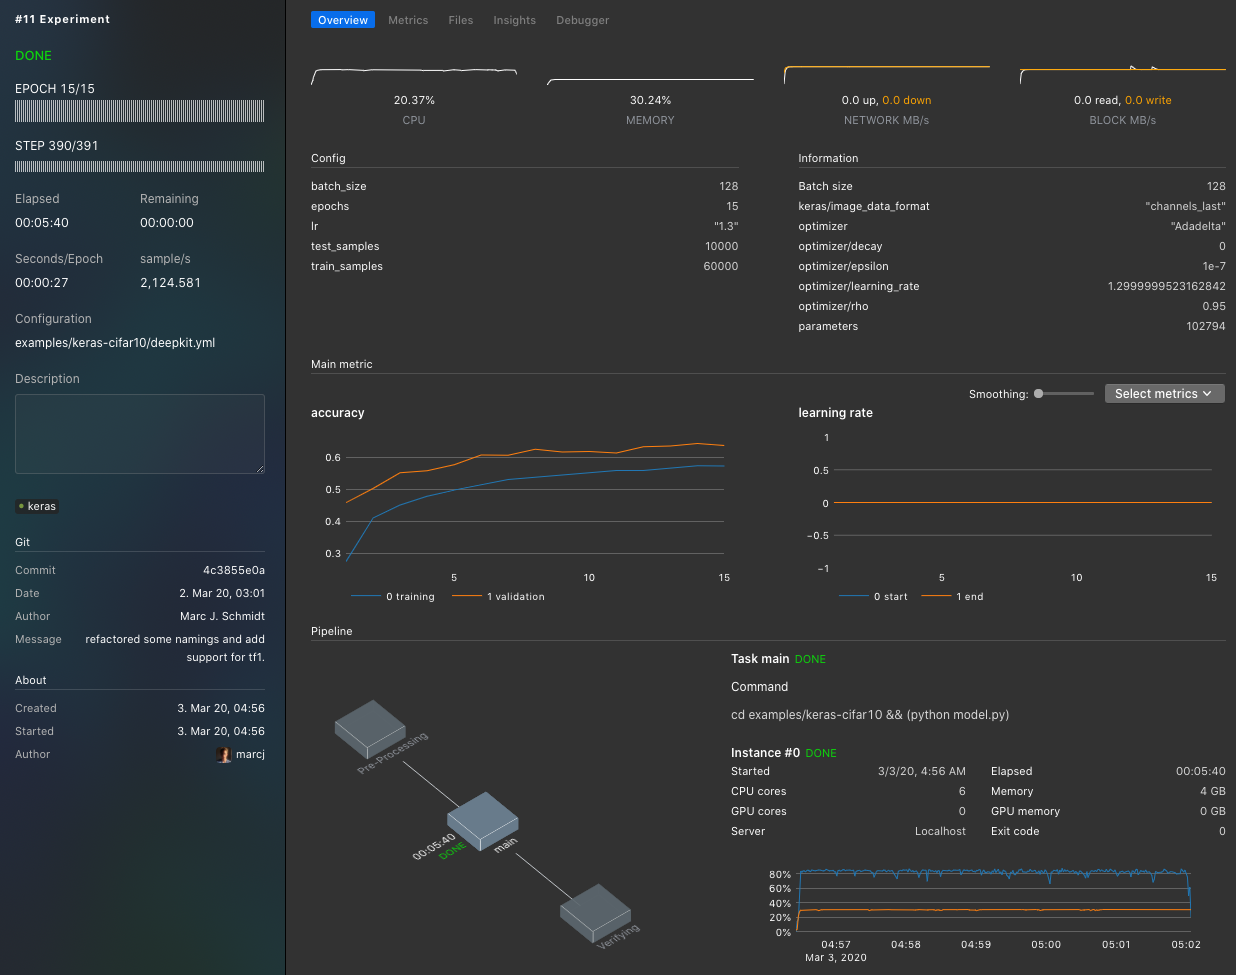 #11 Experiment
DONE
EPOCH 15/15
STEP 390/391
Elapsed Remaining
00:05:40 00:00:00
Seconds/Epoch sample/s
00:00:27 2,124.581
Configuration
examples/keras-cifar10/deepkit.yml
Description
keras
Git
Commit 4c3855e0a
Date 2. Mar 20, 03:01
Author Marc J. Schmidt
Message refactored some namings and add
support for tf1.
About
Created 3. Mar 20, 04:56
Started 3. Mar 20, 04:56
Author marcj
Overview Metrics Files Insights Debugger
20.37% 30.24% 0.0 up, 0.0 down 0.0 read, 0.0 write
CPU MEMORY NETWORK MB/s BLOCK MB/s
Config
batch_size 128
epochs 15
lr "1.3"
test_samples 10000
train_samples 60000
Information
Batch size 128
keras/image_data_format "channels_last"
optimizer "Adadelta"
optimizer/decay 0
optimizer/epsilon 1e-7
optimizer/learning_rate 1.2999999523162842
optimizer/rho 0.95
parameters 102794
Main metric
Smoothing: Select metrics
accuracy
0.6
0.5
0.4
0.3
5 10 15
0 training 1 validation
learning rate
1
0.5
0
−0.5
−1
5 10 15
0 start 1 end
Pipeline
Pre-Processing
00:05:40
DONE
main
Verifying
Task main DONE
Command
cd examples/keras-cifar10 && (python model.py)
Instance #0 DONE
Started 3/3/20, 4:56 AM Elapsed 00:05:40
CPU cores 6 Memory 4 GB
GPU cores 0 GPU memory 0 GB
Server Localhost Exit code 0
80%
60%
40%
20%
0%
04:57 04:58 04:59 05:00 05:01 05:02
Mar 3, 2020